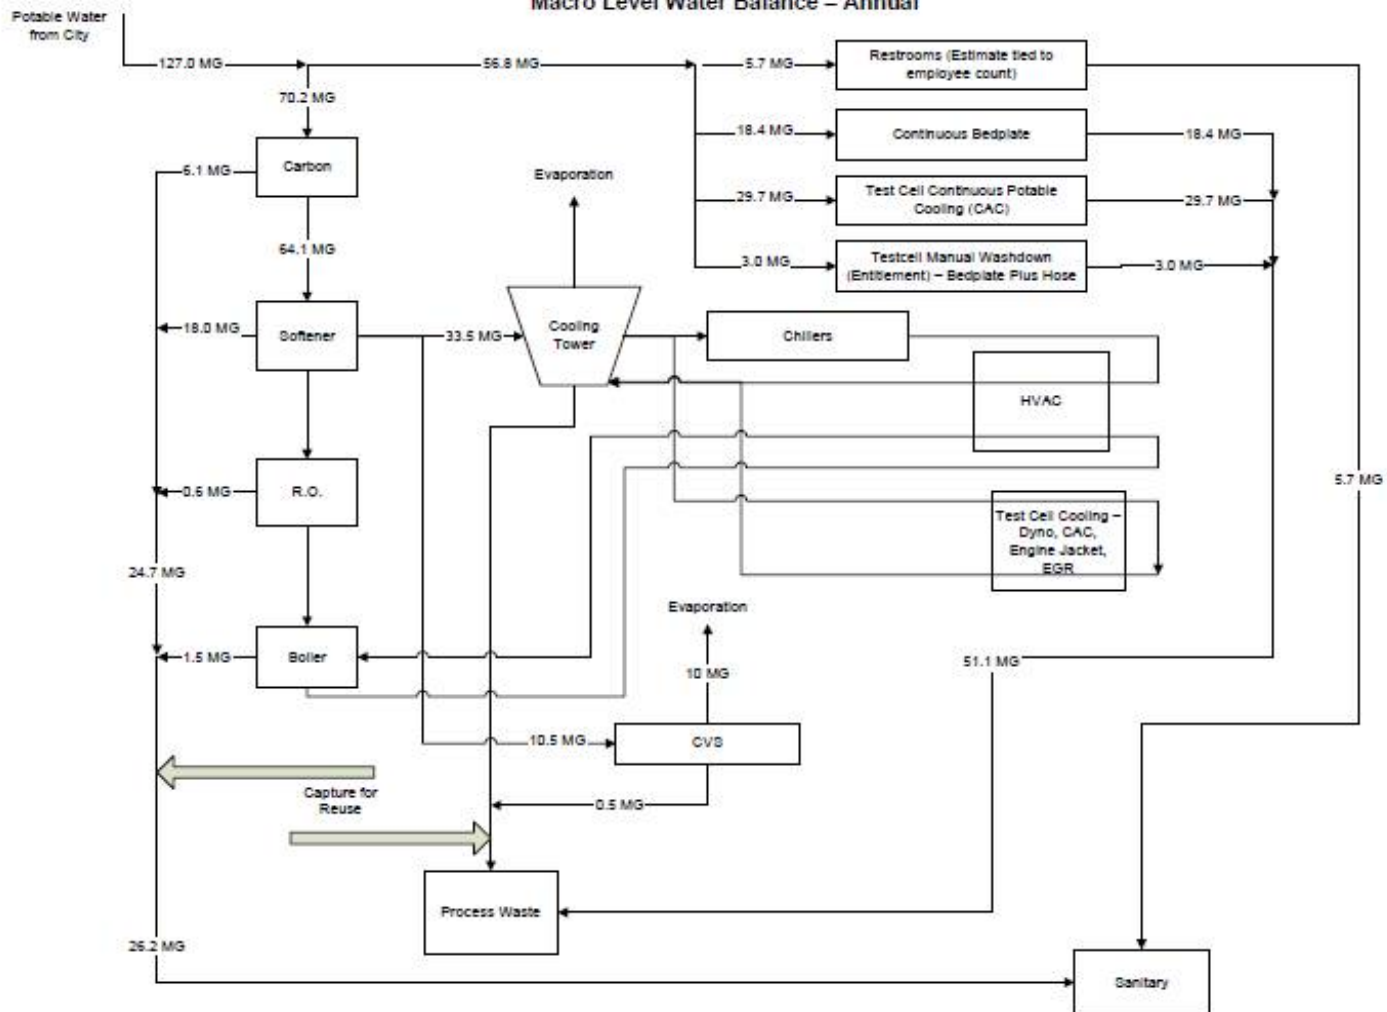 Macro Level Water Balance – Annual
Potable Water
from City
127.0 MG
56.8 MG
5.7 MG
Restrooms (Estimate tied to
employee count)
70.2 MG
18.4 MG
Continuous Bedplate
18.4 MG
Carbon
6.1 MG
Evaporation
29.7 MG
Test Cell Continuous Potable
Cooling (CAC)
29.7 MG
64.1 MG
3.0 MG
Testcell Manual Washdown
(Entitlement) – Bedplate Plus Hose
3.0 MG
18.0 MG
Softener
33.5 MG
Cooling
Tower
Chillers
HVAC
5.7 MG
0.6 MG
R.O.
Test Cell Cooling –
Dyno, CAC,
Engine Jacket,
EGR
24.7 MG
Evaporation
1.5 MG
Boiler
10 MG
51.1 MG
10.5 MG
CVS
Capture for
Reuse
0.5 MG
Process Waste
26.2 MG
Sanitary